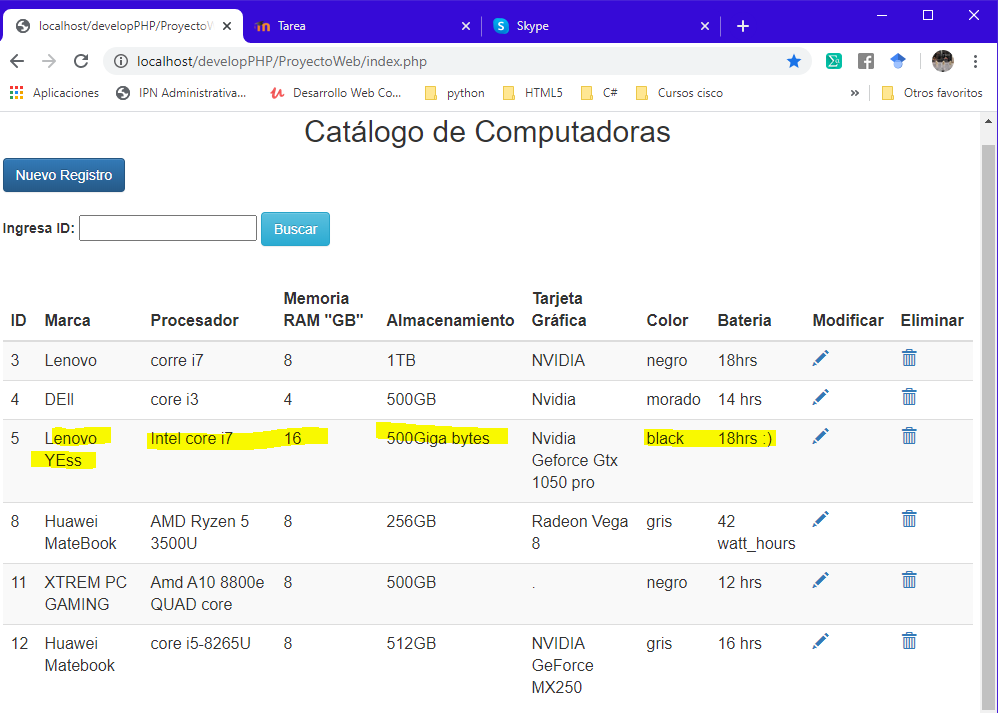 localhost/developPHP/ProyectoW
Tarea
Skype
localhost/developPHP/ProyectoWeb/index.php
Aplicaciones IPN Administrativa... Desarrollo Web Co... python HTML5 C# Cursos cisco » Otros favoritos
Catálogo de Computadoras
Nuevo Registro
Ingresa ID: Buscar
ID Marca Procesador Memoria RAM "GB" Almacenamiento Tarjeta Gráfica Color Bateria Modificar Eliminar
3 Lenovo corre i7 8 1TB NVIDIA negro 18hrs
4 DEll core i3 4 500GB Nvidia morado 14 hrs
5 Lenovo YEss Intel core i7 16 500Giga bytes Nvidia Geforce Gtx 1050 pro black 18hrs :)
8 Huawei MateBook AMD Ryzen 5 3500U 8 256GB Radeon Vega 8 gris 42 watt_hours
11 XTREM PC GAMING Amd A10 8800e QUAD core 8 500GB . negro 12 hrs
12 Huawei Matebook core i5-8265U 8 512GB NVIDIA GeForce MX250 gris 16 hrs